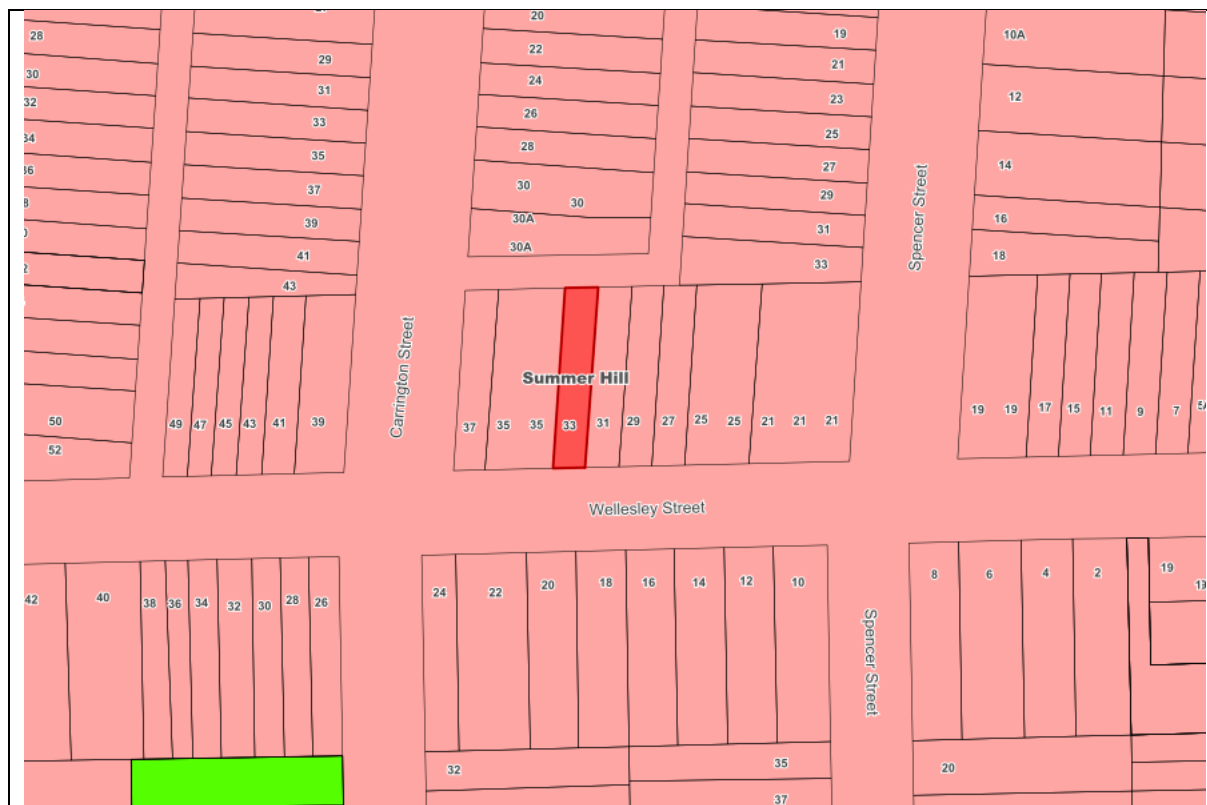 20
28
22
29
19
10A
30
24
31
21
32
26
33
23
12
34
28
35
25
36
30
30
37
27
14
30A
39
29
16
30A
41
31
18
43
33
Spencer Street
Carrington Street
Summer Hill
50
49 47 45 43 41 39
37 35 35 33 31 29 27 25 25 21 21 21
19 19 17 15 11 9 7 5A
52
Wellesley Street
42 40 38 36 34 32 30 28 26
24 22 20 18 16 14 12 10
8 6 4 2 19
19
Spencer Street
32 35 20
37